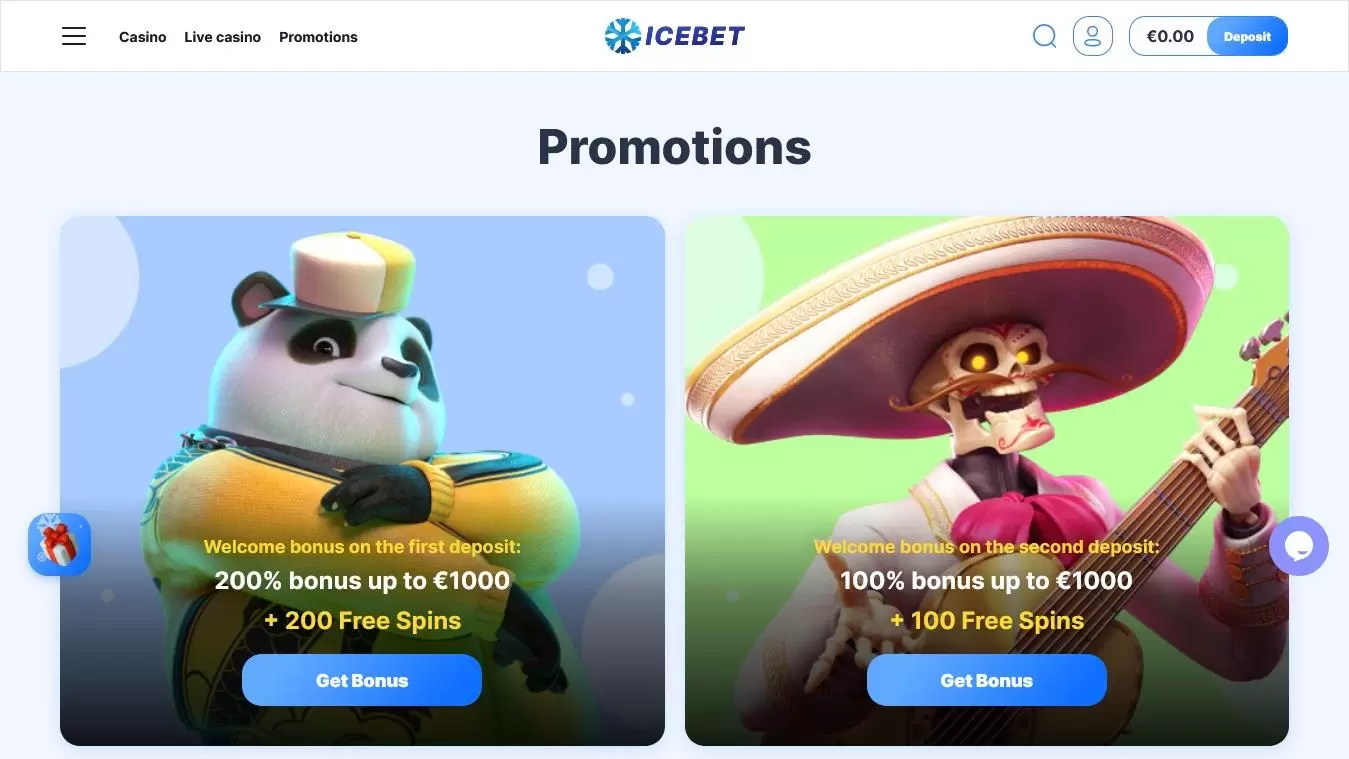 Casino
Live casino
Promotions
ICEBET
€0.00
Deposit
Promotions
Welcome bonus on the first deposit:
200% bonus up to €1000
+ 200 Free Spins
Get Bonus
Welcome bonus on the second deposit:
100% bonus up to €1000
+ 100 Free Spins
Get Bonus